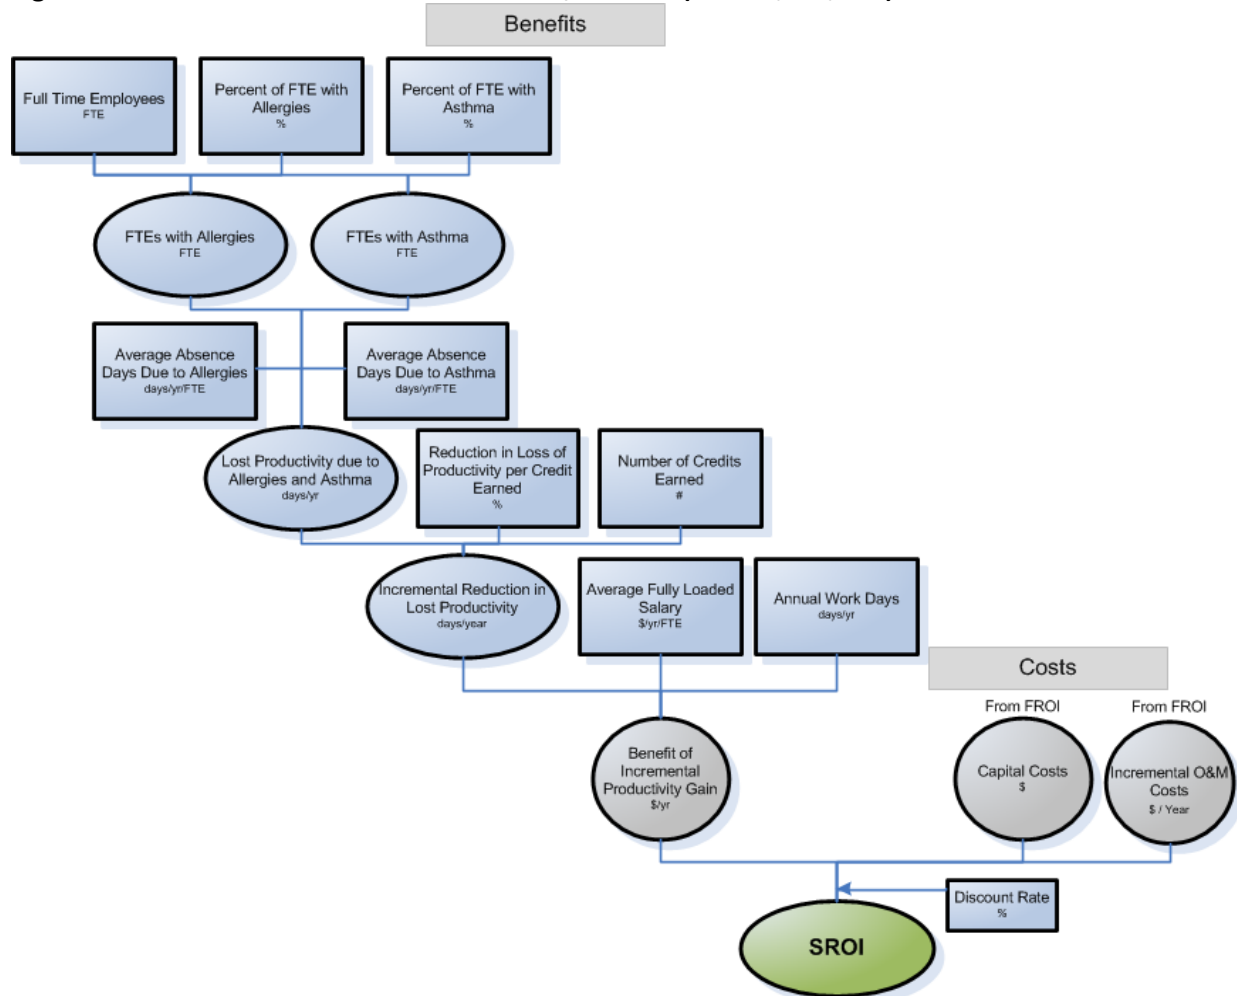 Benefits
Full Time Employees
FTE
Percent of FTE with
Allergies
%
Percent of FTE with
Asthma
%
FTEs with Allergies
FTE
FTEs with Asthma
FTE
Average Absence
Days Due to Allergies
days/yr/FTE
Average Absence
Days Due to Asthma
days/yr/FTE
Lost Productivity due to
Allergies and Asthma
days/yr
Reduction in Loss of
Productivity per Credit
Earned
%
Number of Credits
Earned
#
Incremental Reduction in
Lost Productivity
days/year
Average Fully Loaded
Salary
$/yr/FTE
Annual Work Days
days/yr
Costs
From FROI
From FROI
Benefit of
Incremental
Productivity Gain
$/yr
Capital Costs
$
Incremental O&M
Costs
$ / Year
Discount Rate
%
SROI